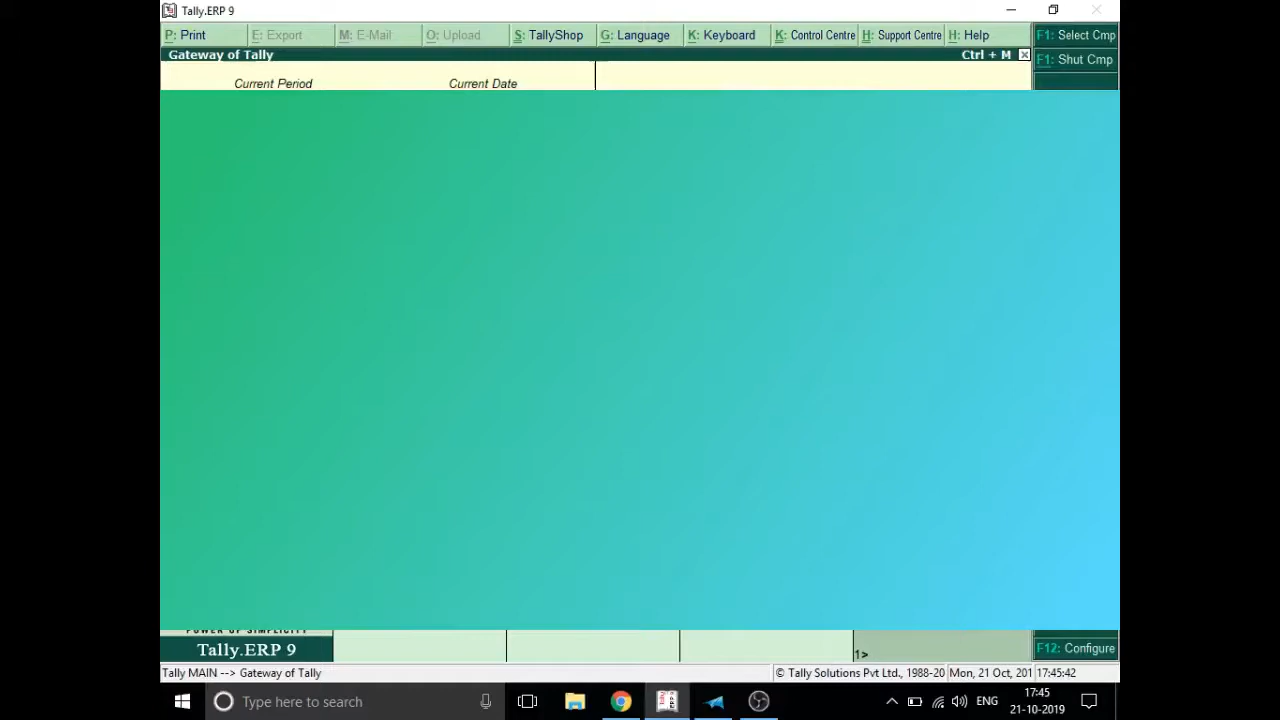 Tally.ERP 9
P: Print E: Export M: E-Mail O: Upload S: TallyShop G: Language K: Keyboard K: Control Centre H: Support Centre H: Help F1: Select Cmp
Gateway of Tally Ctrl + M F1: Shut Cmp
Current Period Current Date
POWER OF SIMPLICITY
Tally.ERP 9 1> F12: Configure
Tally MAIN --> Gateway of Tally © Tally Solutions Pvt Ltd., 1988-20 Mon, 21 Oct, 201 17:45:42
Type here to search ENG 17:45
21-10-2019